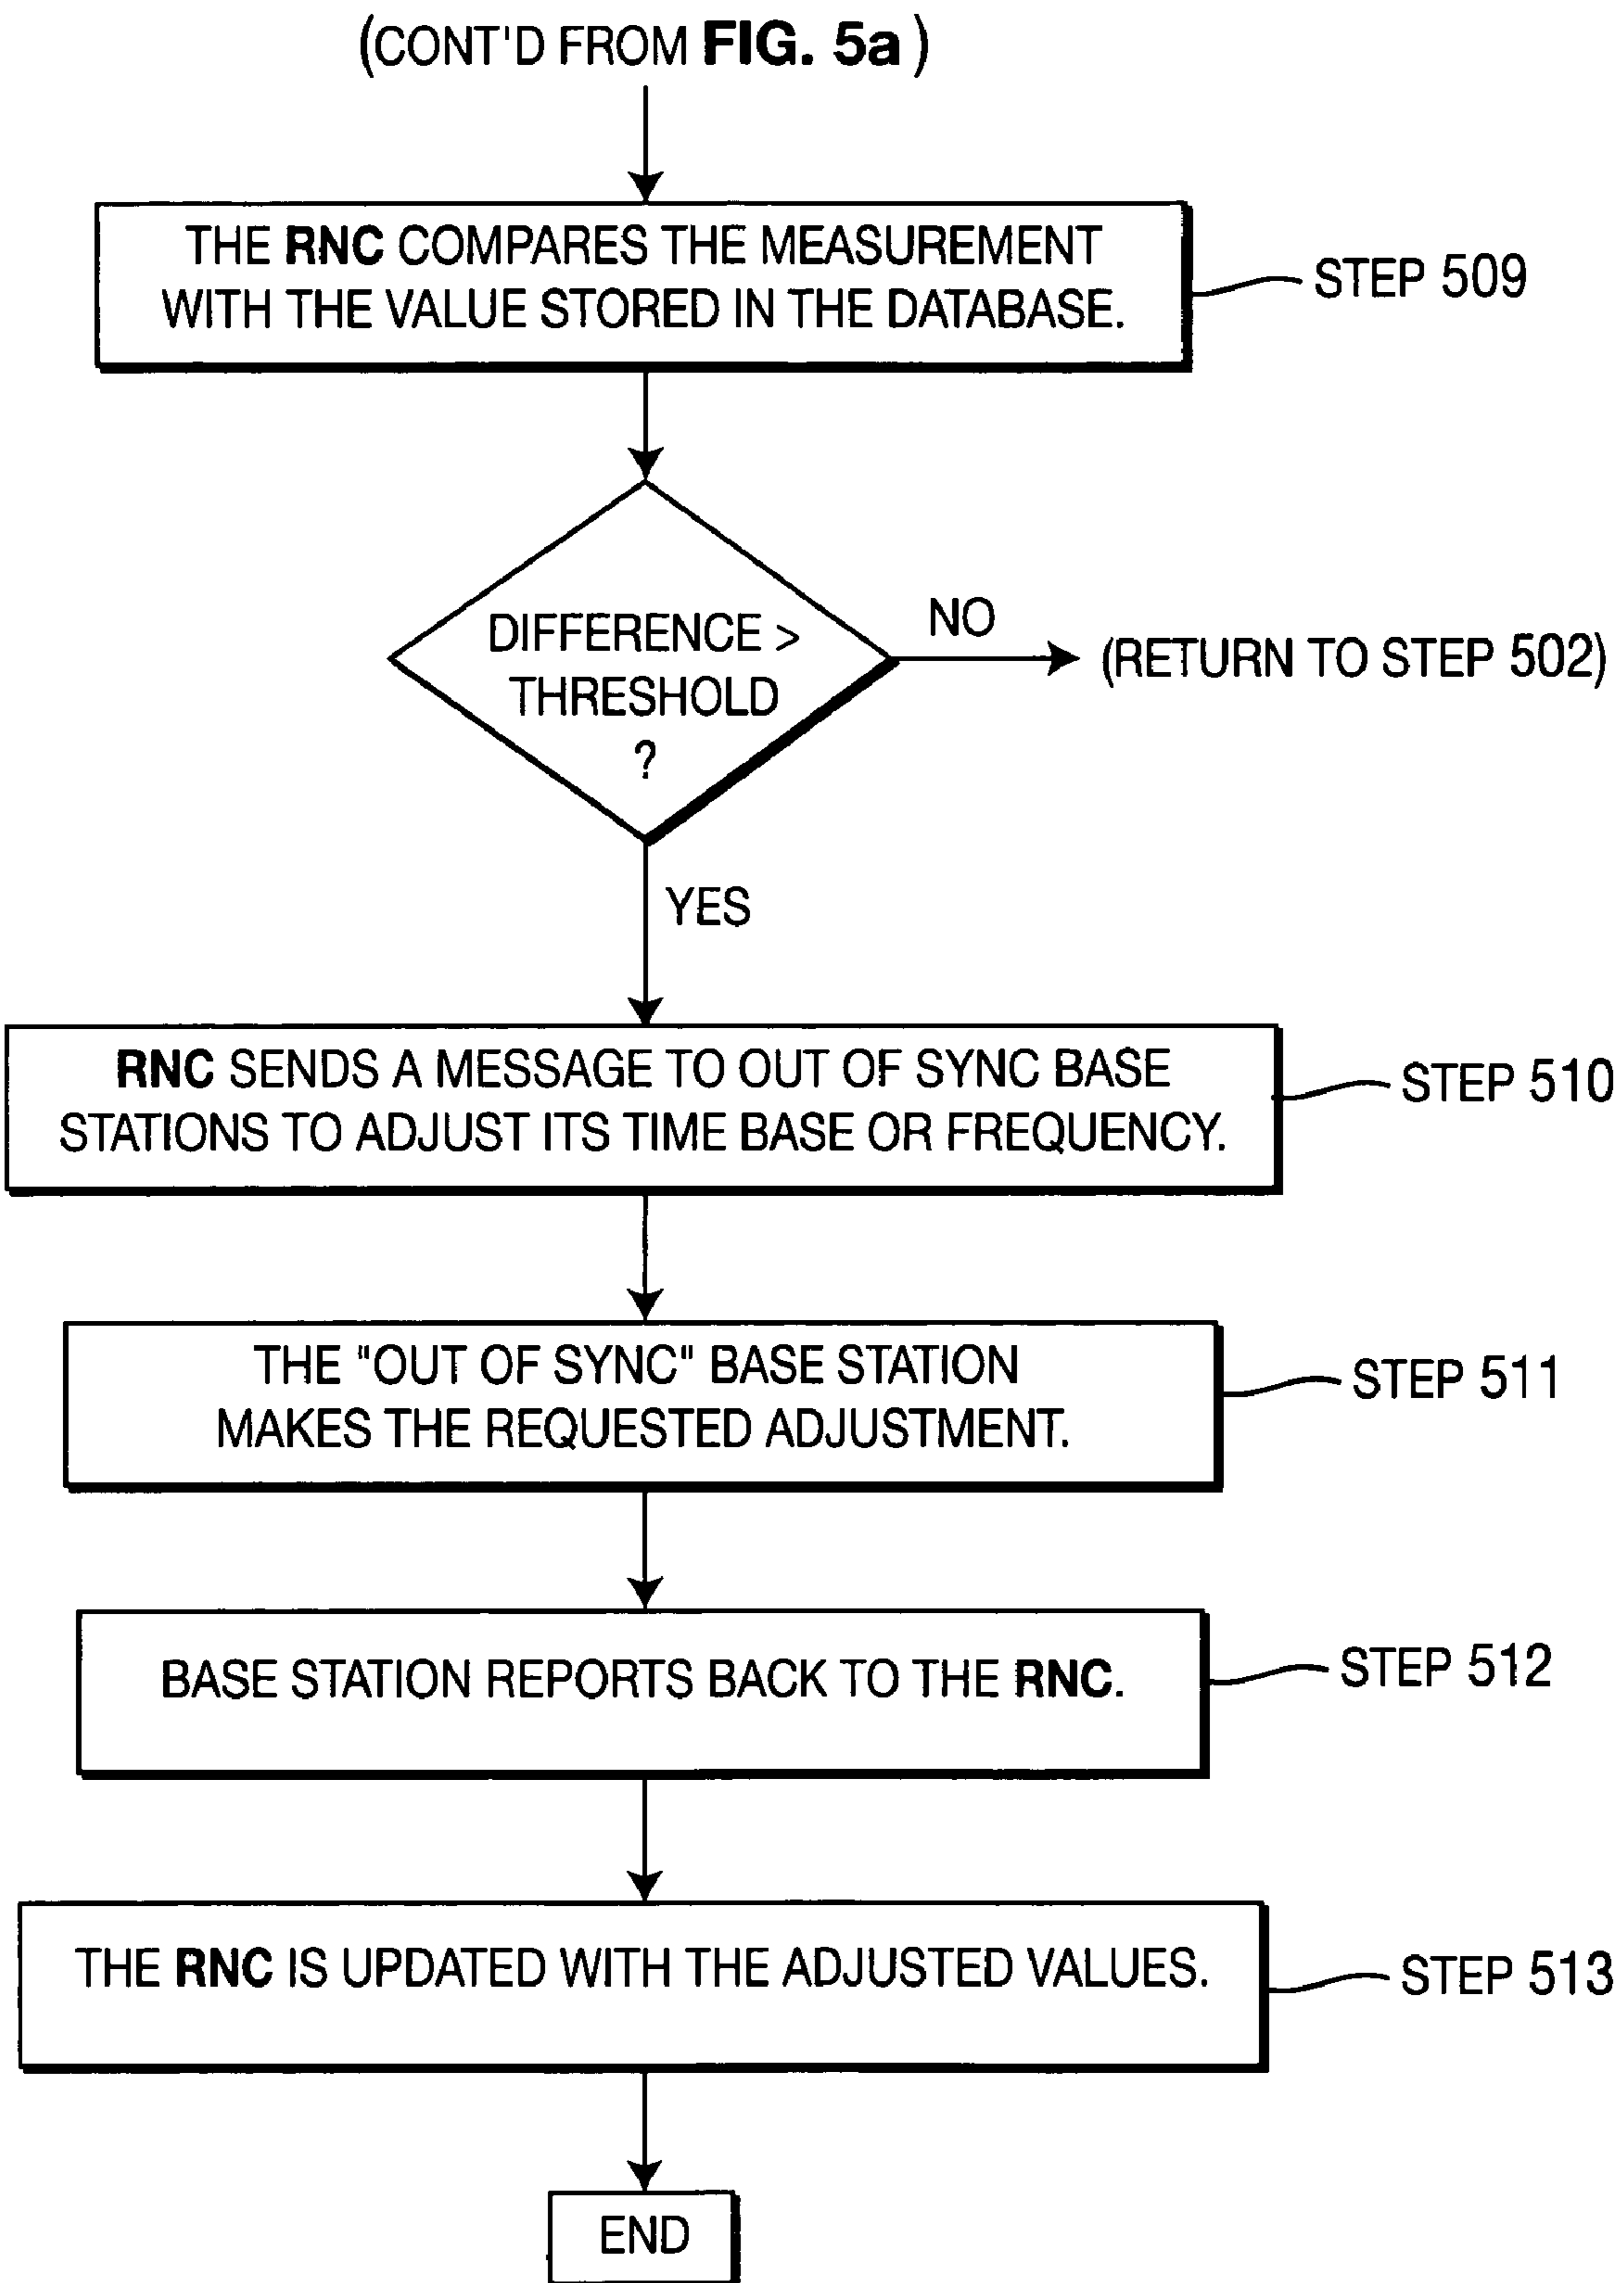 (CONT'D FROM FIG. 5a)
THE RNC COMPARES THE MEASUREMENT
WITH THE VALUE STORED IN THE DATABASE.
STEP 509
DIFFERENCE >
THRESHOLD
?
NO
(RETURN TO STEP 502)
YES
RNC SENDS A MESSAGE TO OUT OF SYNC BASE
STATIONS TO ADJUST ITS TIME BASE OR FREQUENCY.
STEP 510
THE "OUT OF SYNC" BASE STATION
MAKES THE REQUESTED ADJUSTMENT.
STEP 511
BASE STATION REPORTS BACK TO THE RNC.
STEP 512
THE RNC IS UPDATED WITH THE ADJUSTED VALUES.
STEP 513
END